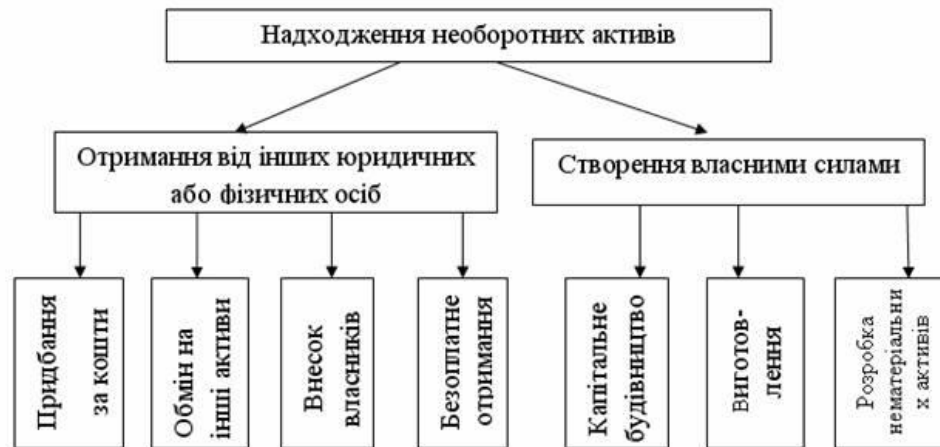 Надходження необоротних активів
Отримання від інших юридичних
або фізичних осіб
Створення власними силами
Придбання
за кошти
Обмін на
інші активи
Внесок
власників
Безоплатне
отримання
Капітальне
будівництво
Виготов-
лення
Розробка
нематеріальни
х активів